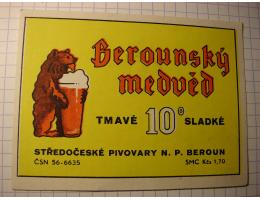 Berounský
medvěd
TMAVÉ 10° SLADKÉ
STŘEDOČESKÉ PIVOVARY N. P. BEROUN
ČSN 56-6635 SMC Kčs 1,70